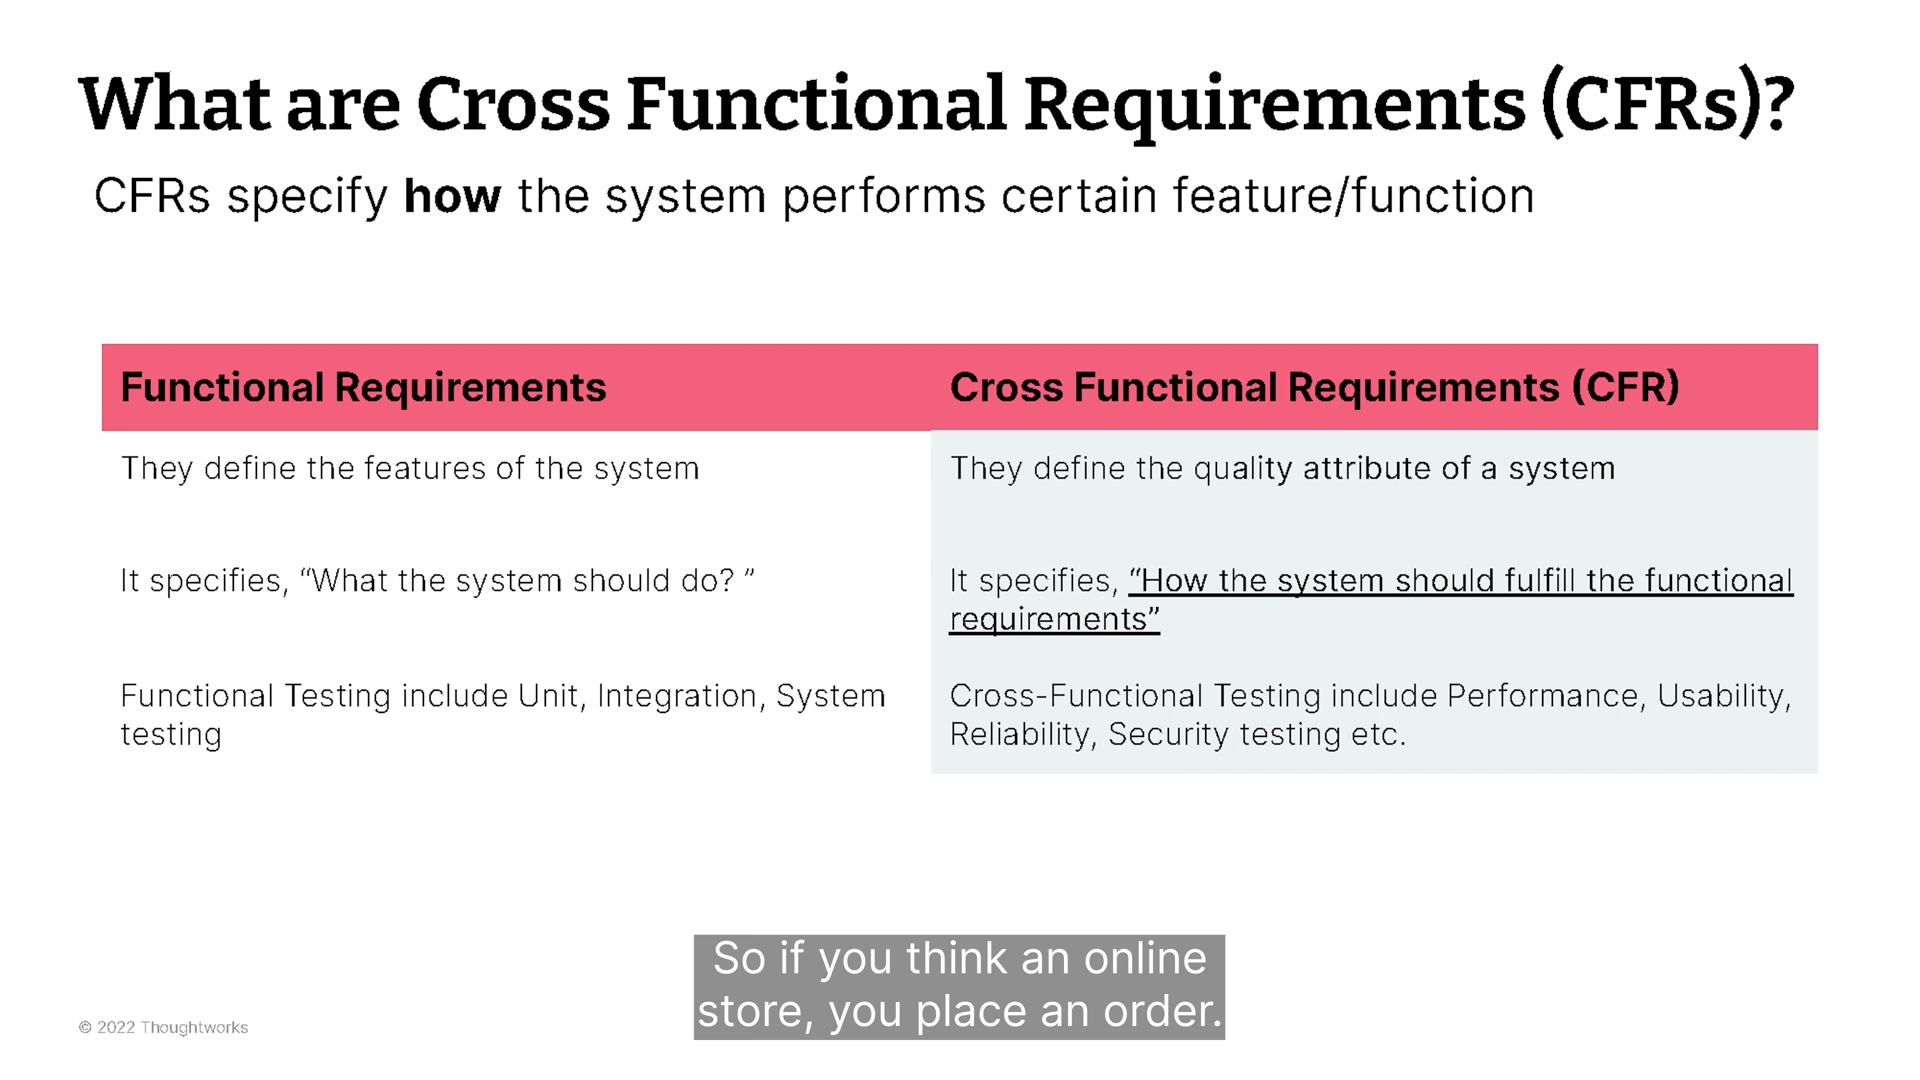 What are Cross Functional Requirements (CFRs)?
CFRs specify how the system performs certain feature/function
Functional Requirements
Cross Functional Requirements (CFR)
They define the features of the system
They define the quality attribute of a system
It specifies, “What the system should do? ”
It specifies, “How the system should fulfill the functional
requirements”
Functional Testing include Unit, Integration, System
testing
Cross-Functional Testing include Performance, Usability,
Reliability, Security testing etc.
So if you think an online
store, you place an order.
© 2022 Thoughtworks